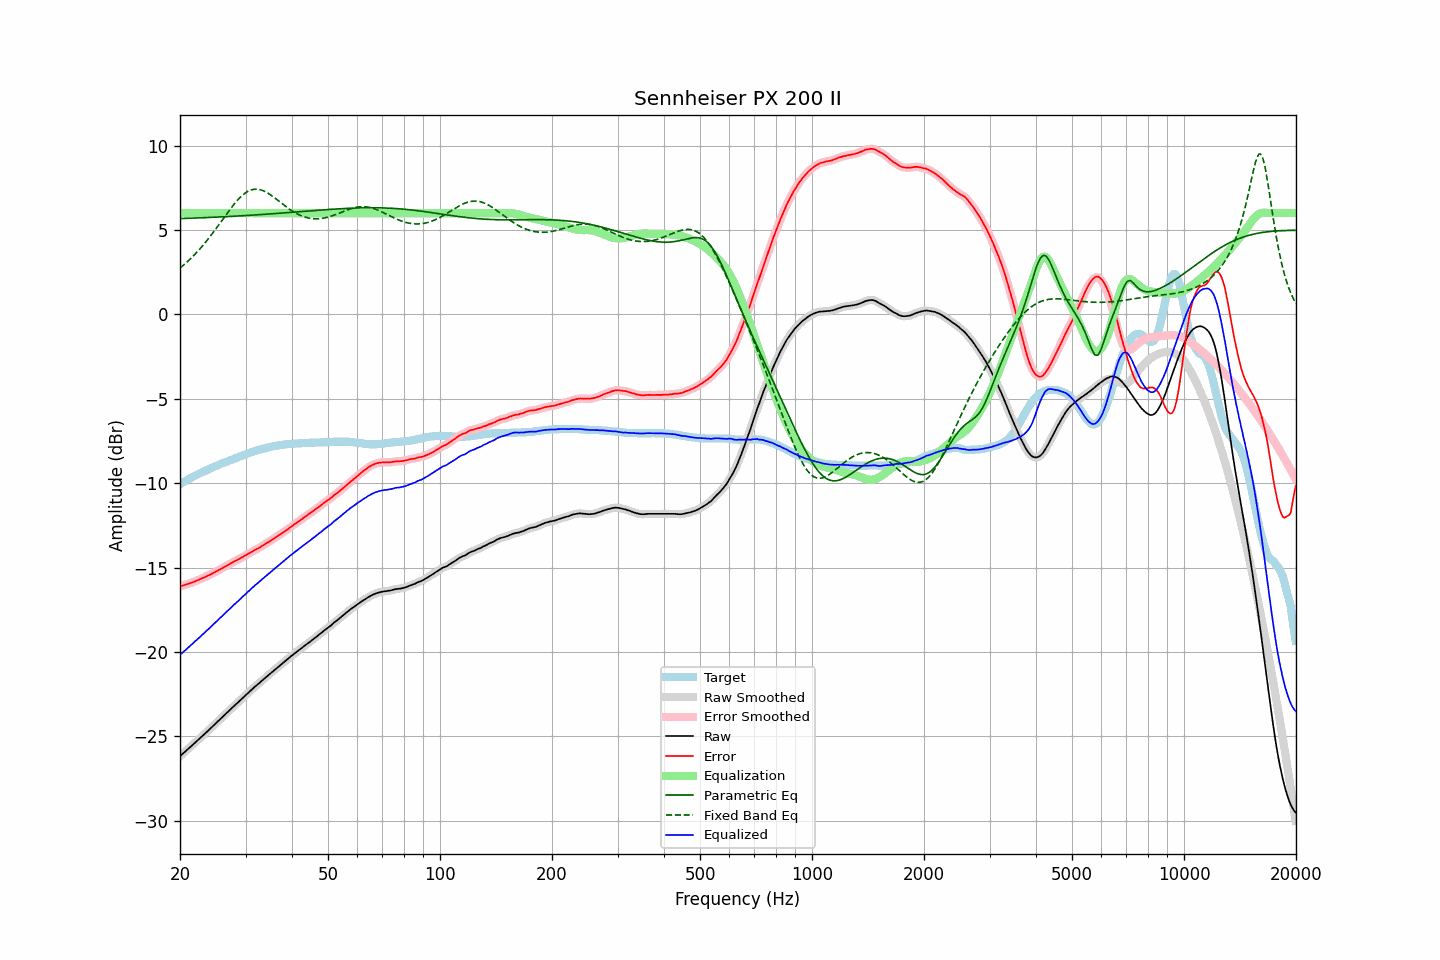 Sennheiser PX 200 II
Amplitude (dBr)
10
5
0
−5
−10
−15
−20
−25
−30
Target
Raw Smoothed
Error Smoothed
Raw
Error
Equalization
Parametric Eq
Fixed Band Eq
Equalized
20 50 100 200 500 1000 2000 5000 10000 20000
Frequency (Hz)